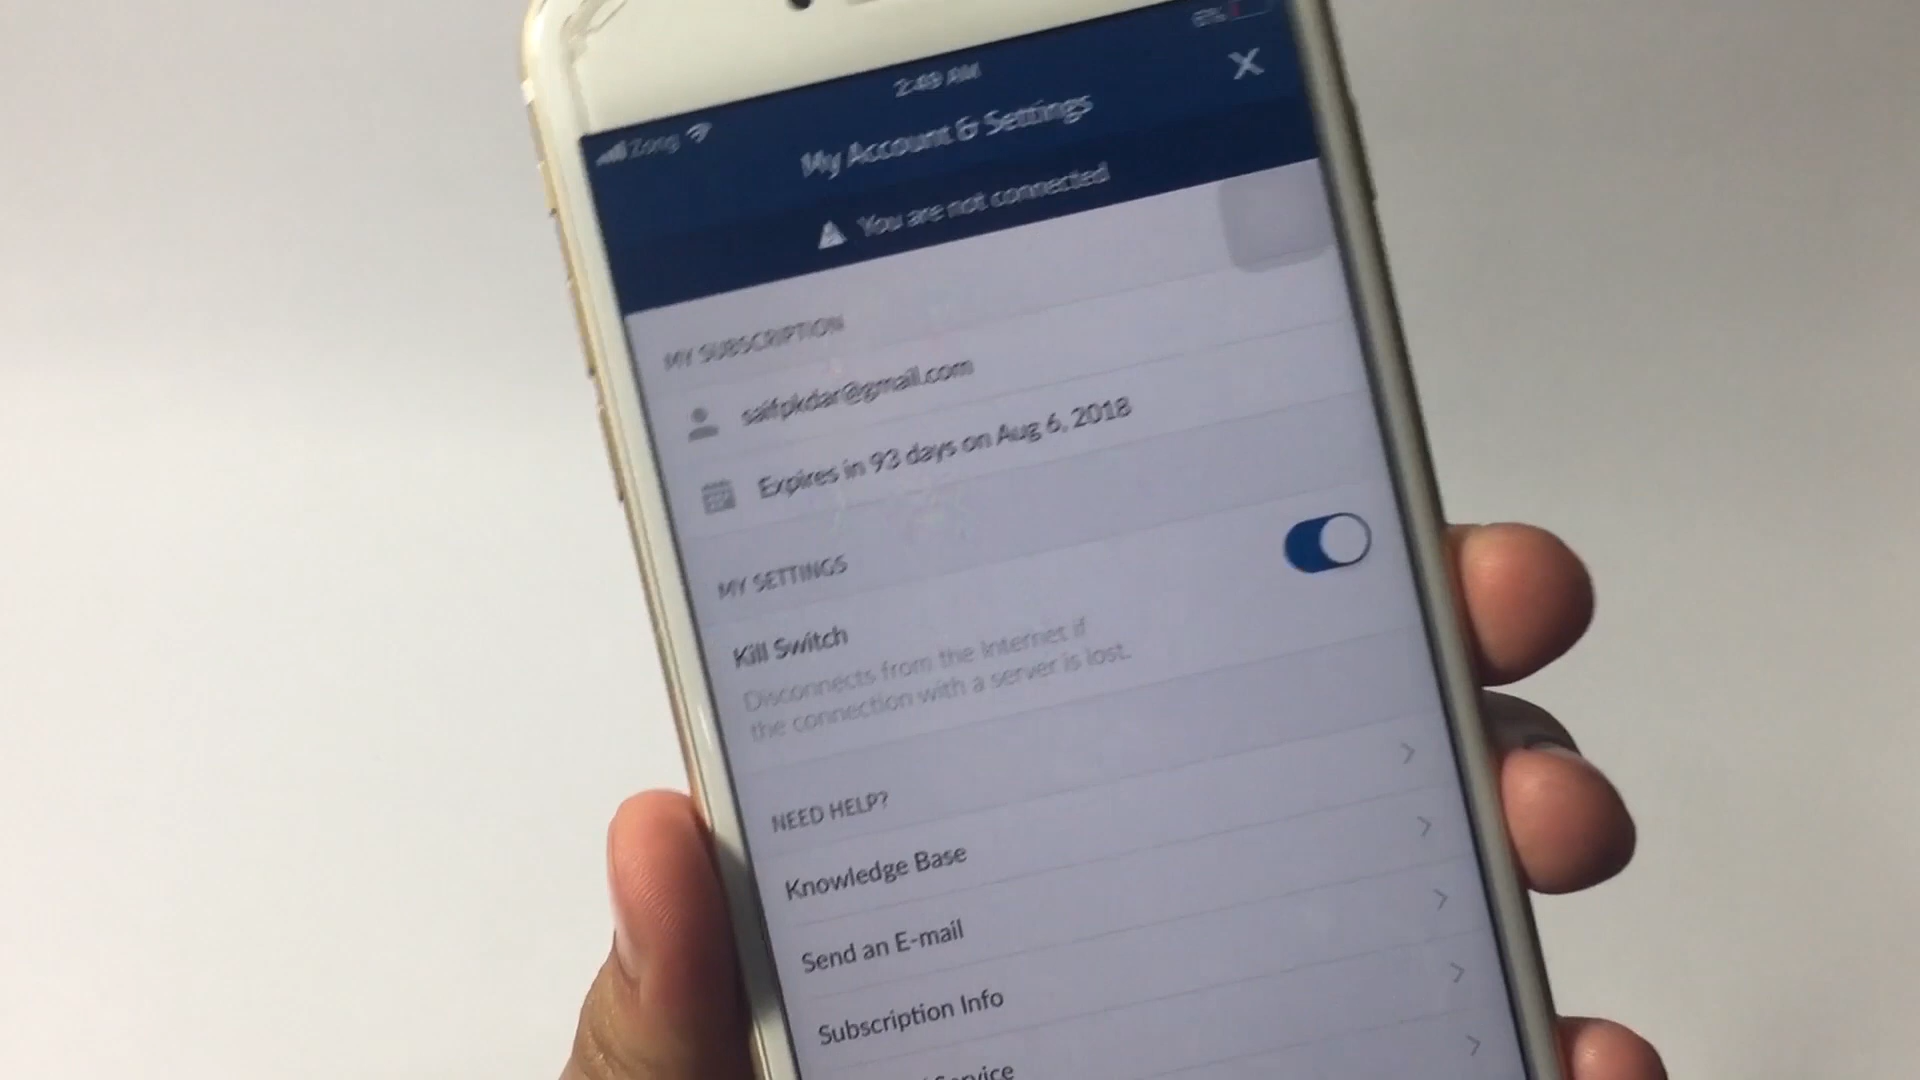 Zong
2:49 AM
6%
My Account & Settings
You are not connected
MY SUBSCRIPTION
saifpkdar@gmail.com
Expires in 93 days on Aug 6, 2018
MY SETTINGS
Kill Switch
Disconnects from the Internet if
the connection with a server is lost.
NEED HELP?
Knowledge Base
Send an E-mail
Subscription Info
Service